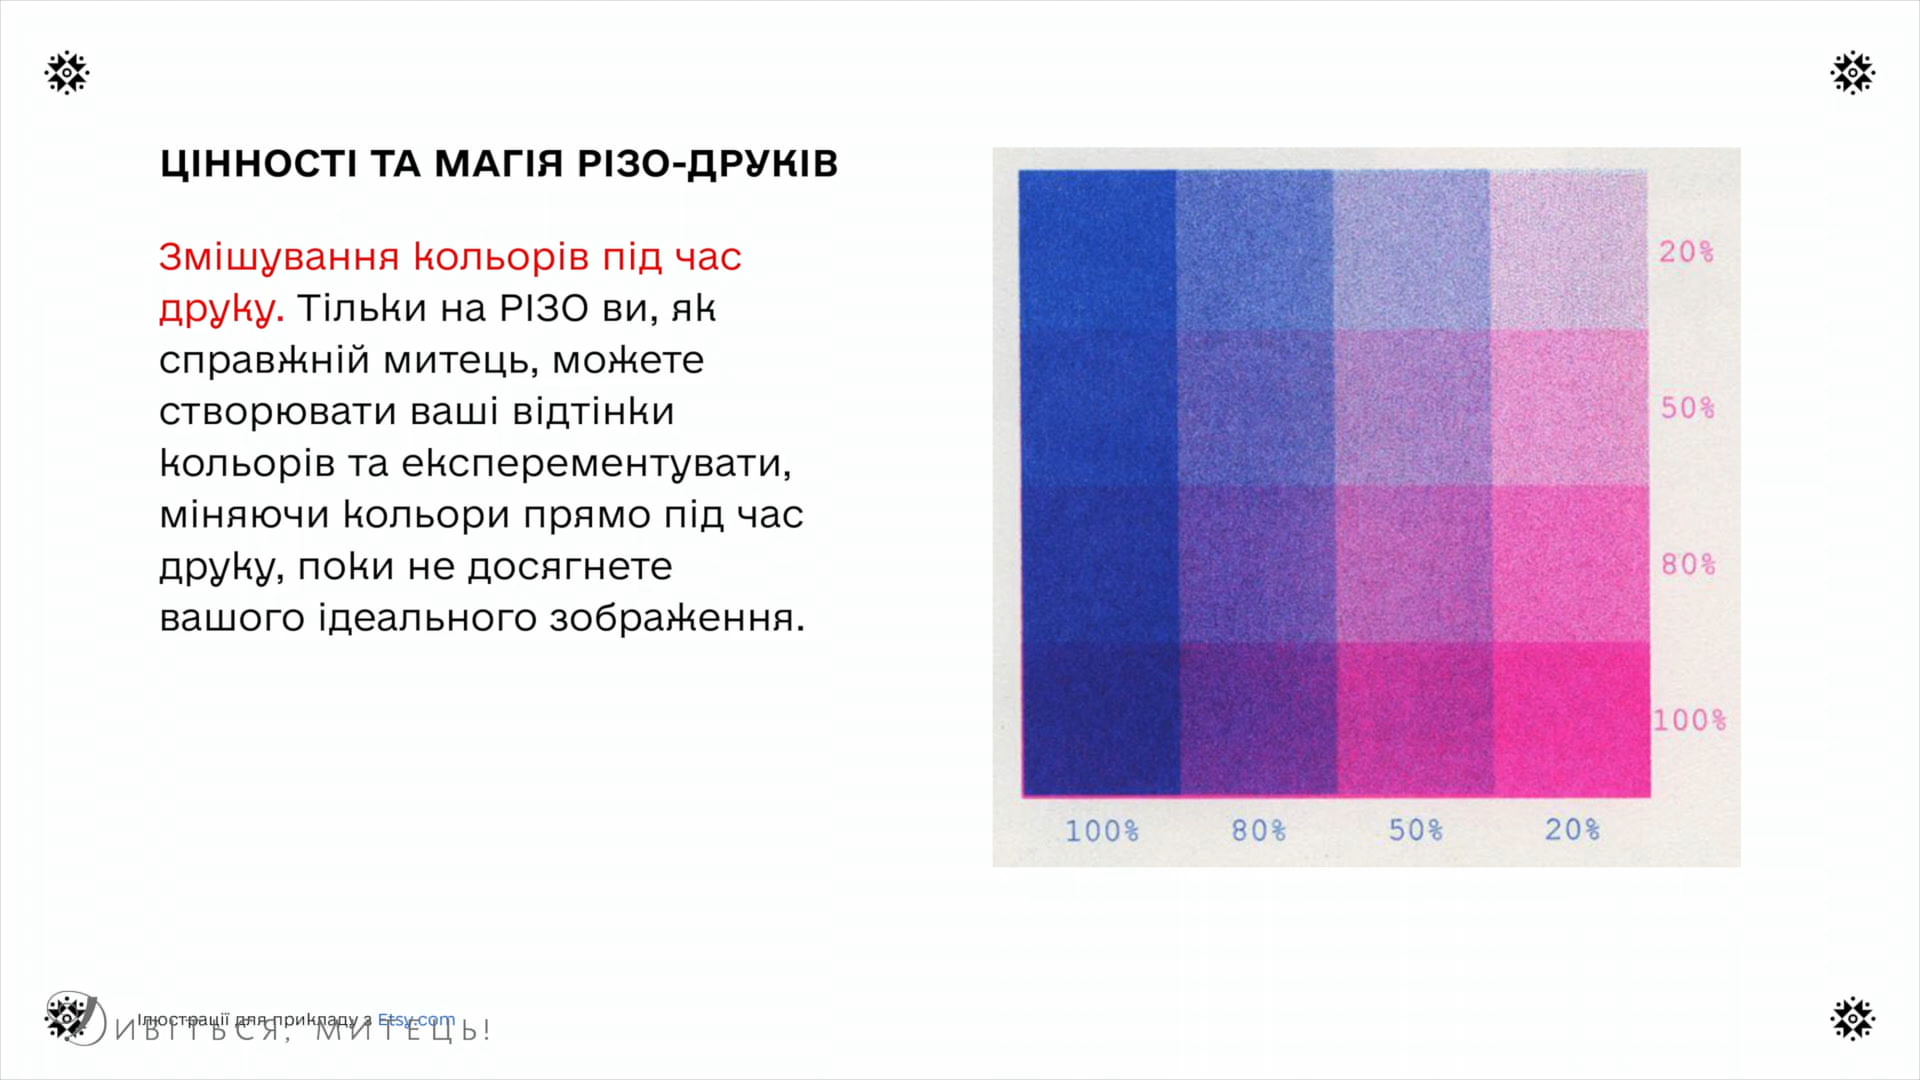 ЦІННОСТІ ТА МАГІЯ РІЗО-ДРУКІВ
Змішування кольорів під час
друку. Тільки на РІЗО ви, як
справжній митець, можете
створювати ваші відтінки
кольорів та експерементувати,
міняючи кольори прямо під час
друку, поки не досягнете
вашого ідеального зображення.
20%
50%
80%
100%
100% 80% 50% 20%
Ілюстрації для прикладу з Etsy.com
ДИВІТЬСЯ, МИТЕЦЬ!